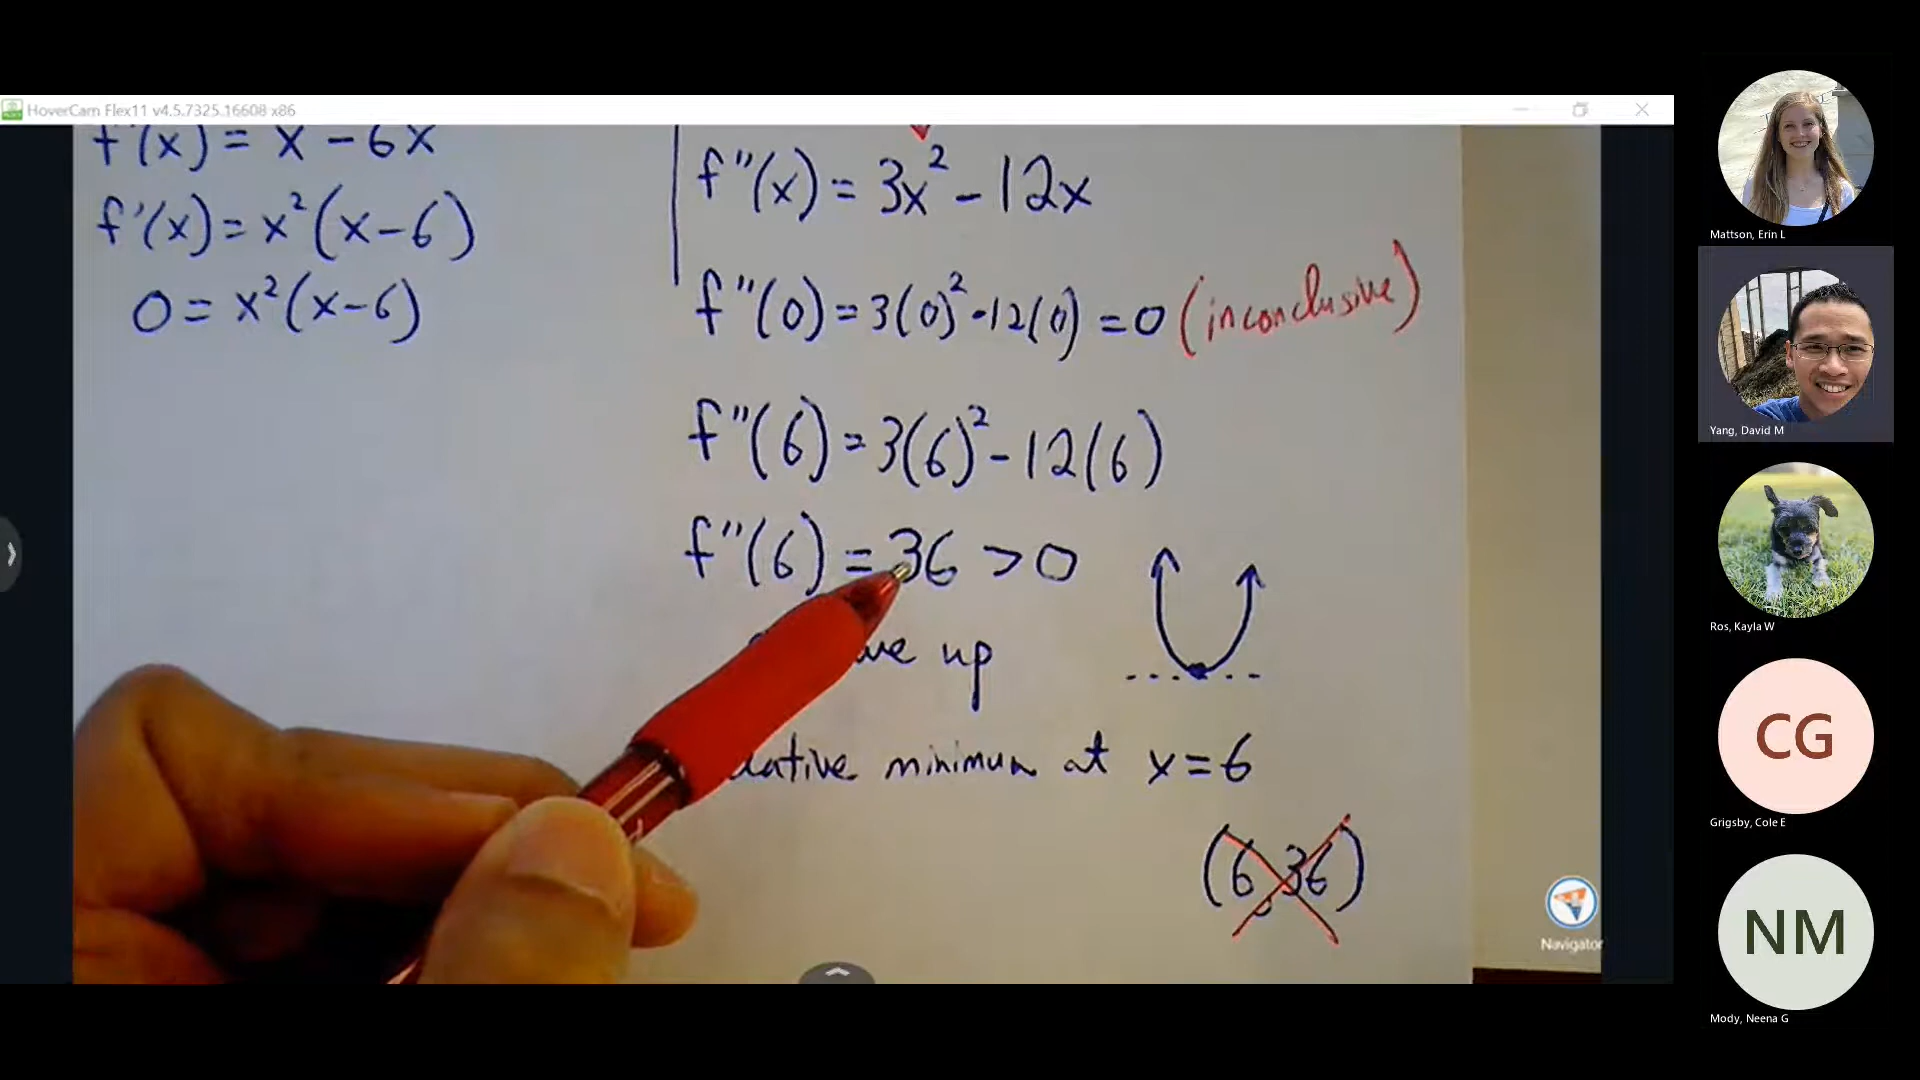 HoverCam Flex11 v4.5.7325.16608 x86
f'(x) = x - 6x
f'(x) = x²(x-6)
0 = x²(x-6)
f''(x) = 3x² - 12x
f''(0) = 3(0)² - 12(0) = 0 (inconclusive)
f''(6) = 3(6)² - 12(6)
f''(6) = 36 > 0
up
minimum at x = 6
(6, 36)
Navigator
Mattson, Erin L
Yang, David M
Ros, Kayla W
CG
Grigsby, Cole E
NM
Mody, Neena G